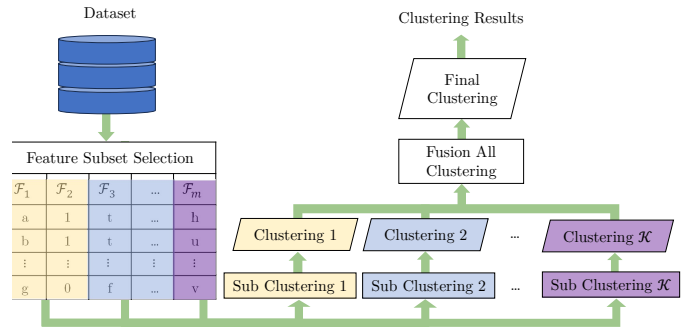 Dataset
Clustering Results
Final
Clustering
Feature Subset Selection
Fusion All
Clustering
ℱ1 ℱ2 ℱ3 ... ℱm
a 1 t ... h
b 1 t ... u
⋮ ⋮ ⋮ ⋮ ⋮
g 0 f ... v
Clustering 1 Clustering 2 ... Clustering 𝒦
Sub Clustering 1 Sub Clustering 2 ... Sub Clustering 𝒦